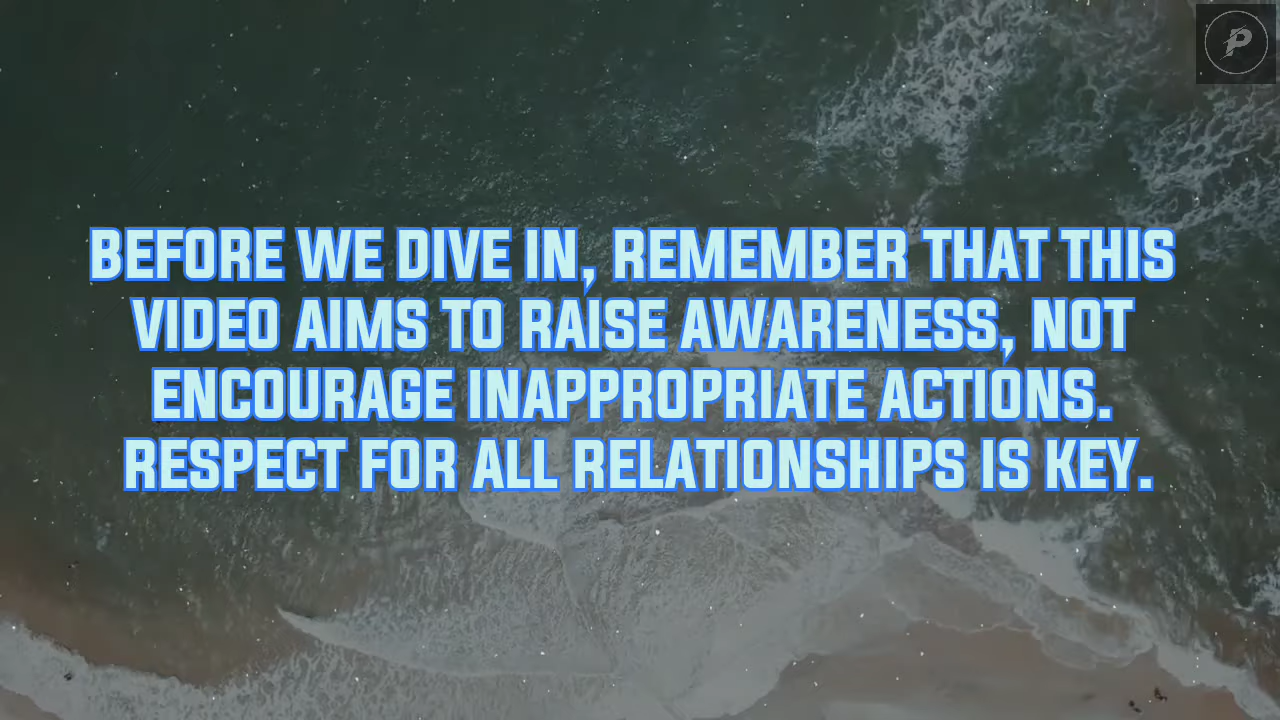 BEFORE WE DIVE IN, REMEMBER THAT THIS
VIDEO AIMS TO RAISE AWARENESS, NOT
ENCOURAGE INAPPROPRIATE ACTIONS.
RESPECT FOR ALL RELATIONSHIPS IS KEY.
P